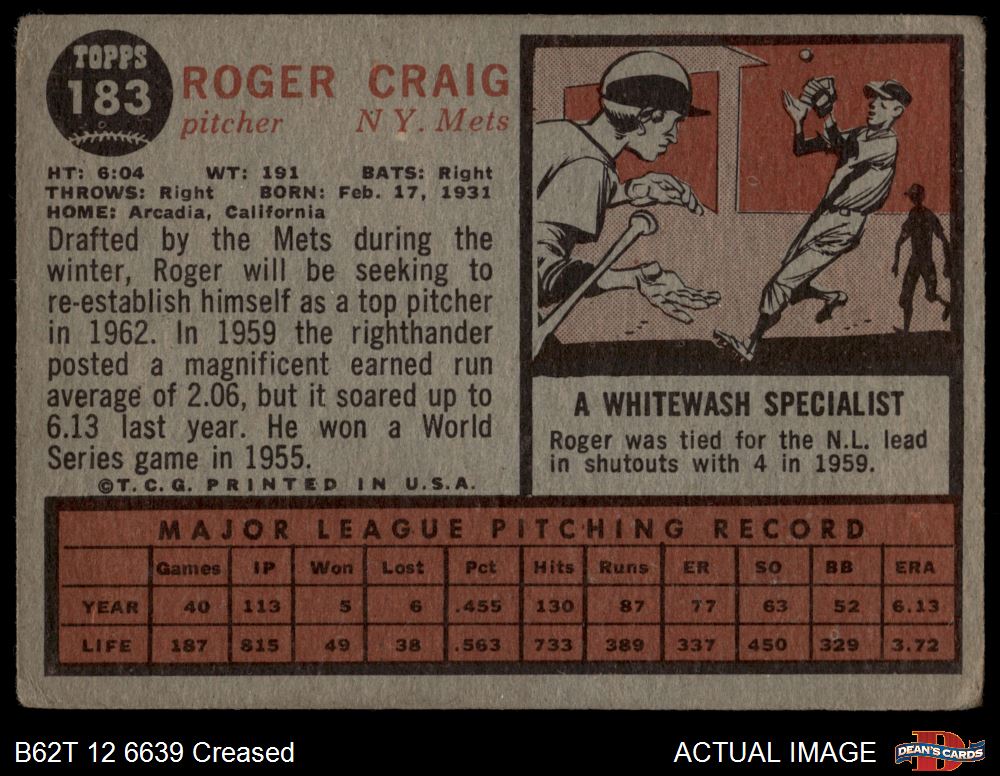 TOPPS
183
ROGER CRAIG
pitcher N Y. Mets
HT: 6:04 WT: 191 BATS: Right
THROWS: Right BORN: Feb. 17, 1931
HOME: Arcadia, California
Drafted by the Mets during the
winter, Roger will be seeking to
re-establish himself as a top pitcher
in 1962. In 1959 the righthander
posted a magnificent earned run
average of 2.06, but it soared up to
6.13 last year. He won a World
Series game in 1955.
©T. C. G. PRINTED IN U.S.A.
A WHITEWASH SPECIALIST
Roger was tied for the N.L. lead
in shutouts with 4 in 1959.
MAJOR LEAGUE PITCHING RECORD
Games IP Won Lost Pct Hits Runs ER SO BB ERA
YEAR 40 113 5 6 .455 130 87 77 63 52 6.13
LIFE 187 815 49 38 .563 733 389 337 450 329 3.72
B62T 12 6639 Creased
ACTUAL IMAGE
DEAN'S CARDS